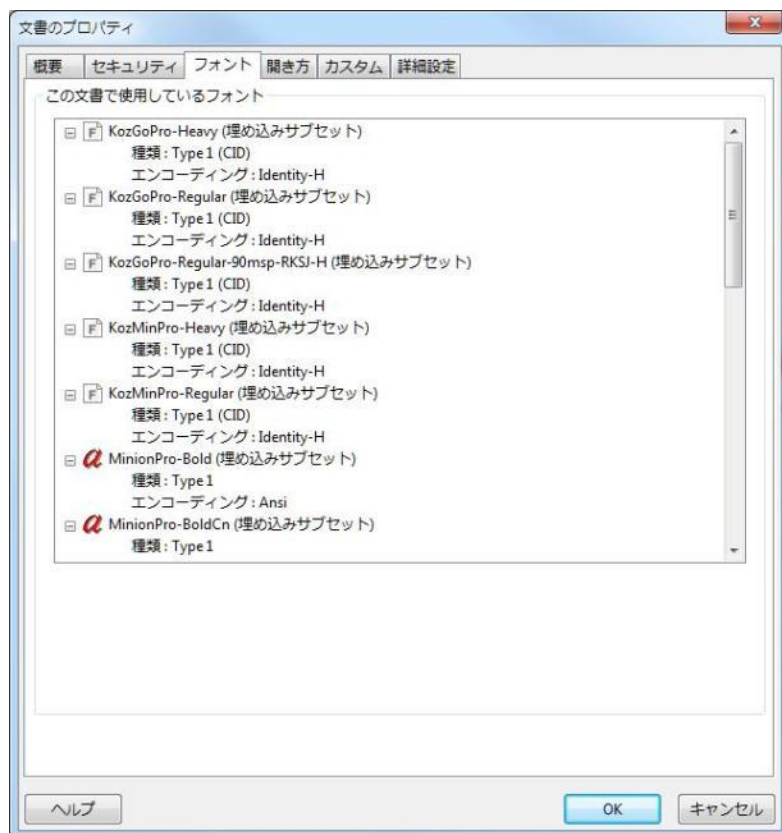 文書のプロパティ
概要 セキュリティ フォント 開き方 カスタム 詳細設定
この文書で使用しているフォント
KozGoPro-Heavy (埋め込みサブセット)
種類 : Type 1 (CID)
エンコーディング : Identity-H
KozGoPro-Regular (埋め込みサブセット)
種類 : Type 1 (CID)
エンコーディング : Identity-H
KozGoPro-Regular-90msp-RKSJ-H (埋め込みサブセット)
種類 : Type 1 (CID)
エンコーディング : Identity-H
KozMinPro-Heavy (埋め込みサブセット)
種類 : Type 1 (CID)
エンコーディング : Identity-H
KozMinPro-Regular (埋め込みサブセット)
種類 : Type 1 (CID)
エンコーディング : Identity-H
MinionPro-Bold (埋め込みサブセット)
種類 : Type 1
エンコーディング : Ansi
MinionPro-BoldCn (埋め込みサブセット)
種類 : Type 1
ヘルプ OK キャンセル